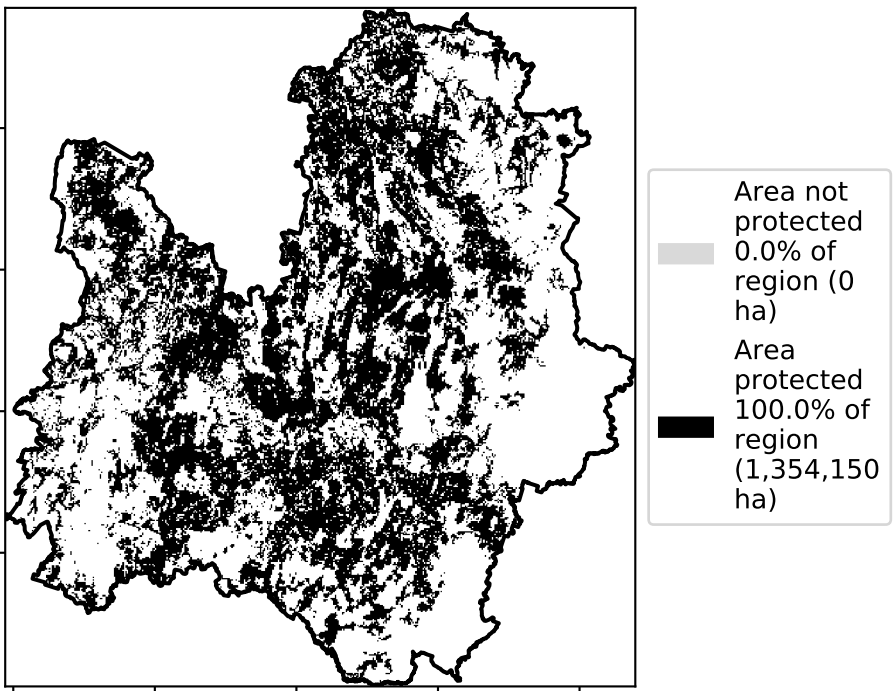 Area not
protected
0.0% of
region (0
ha)
Area
protected
100.0% of
region
(1,354,150
ha)